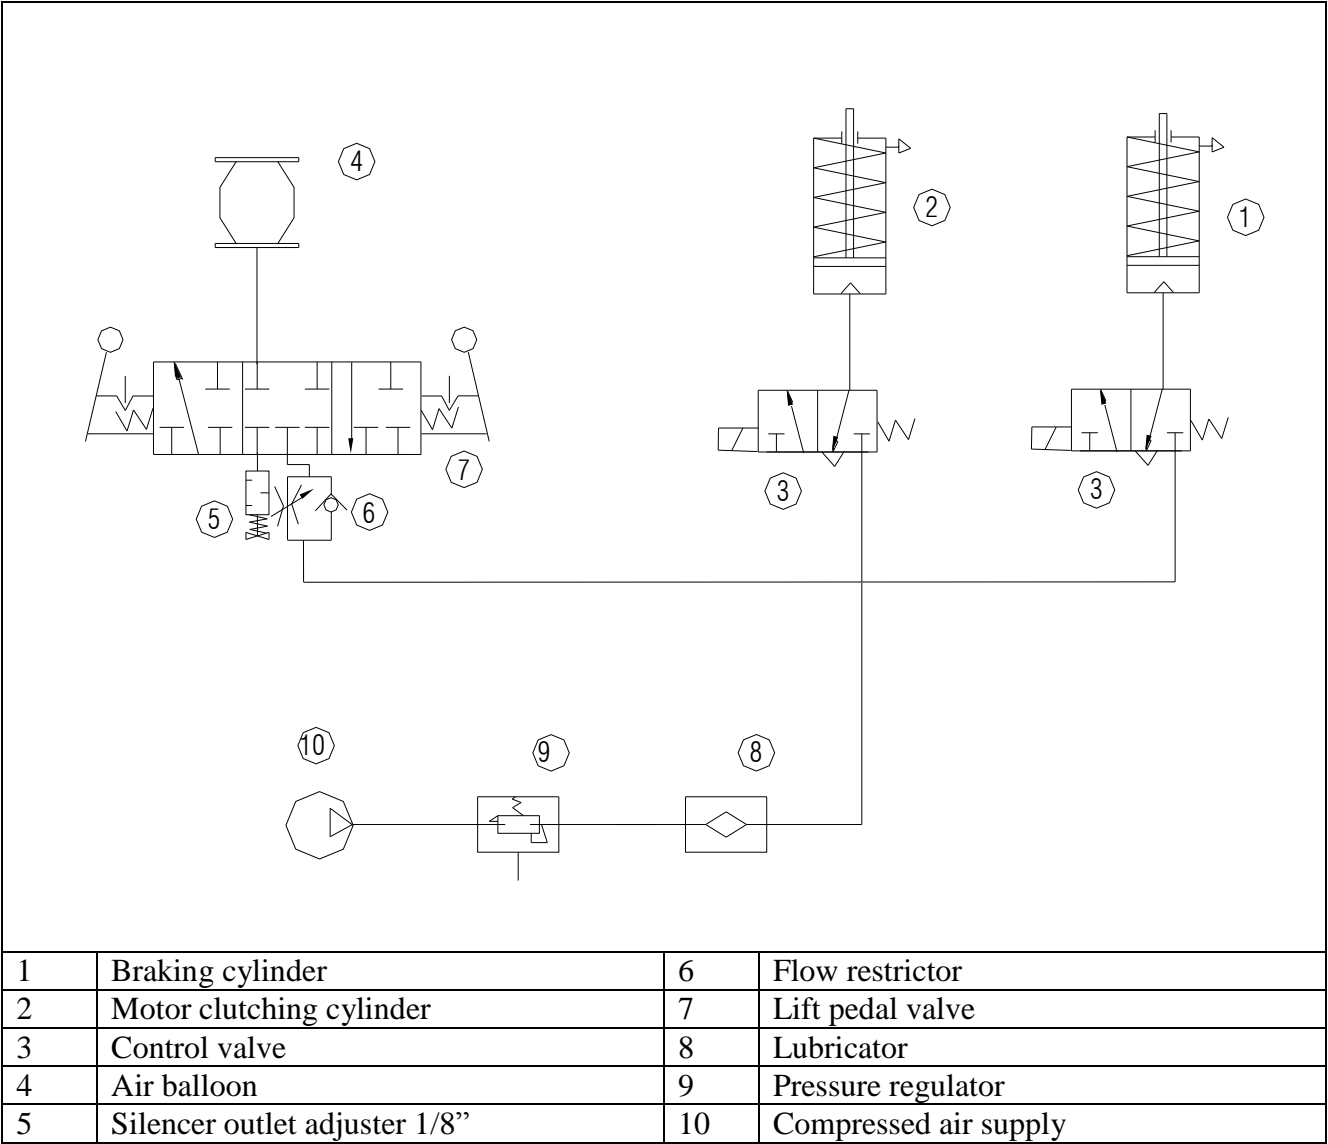 4
2
1
7
3
3
5
6
10
9
8
1 Braking cylinder 6 Flow restrictor
2 Motor clutching cylinder 7 Lift pedal valve
3 Control valve 8 Lubricator
4 Air balloon 9 Pressure regulator
5 Silencer outlet adjuster 1/8” 10 Compressed air supply